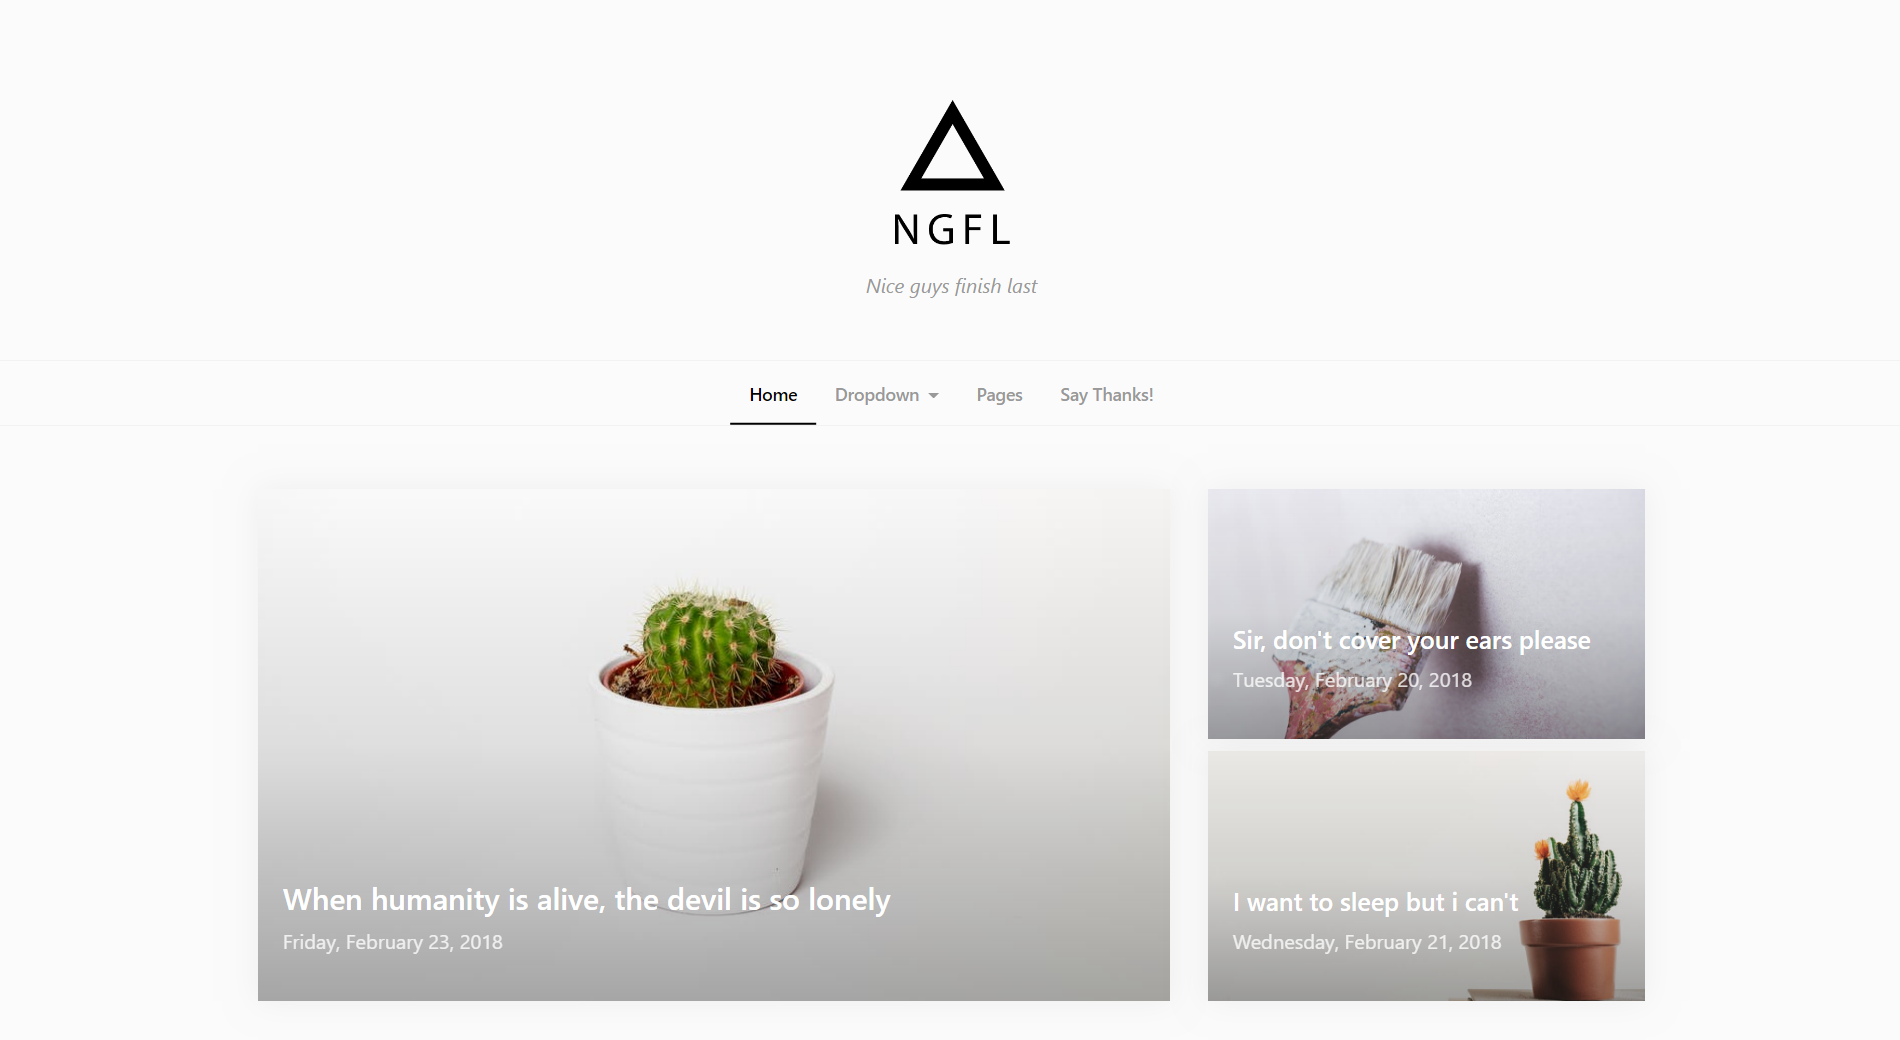 NGFL
Nice guys finish last
Home Dropdown Pages Say Thanks!
When humanity is alive, the devil is so lonely
Friday, February 23, 2018
Sir, don't cover your ears please
Tuesday, February 20, 2018
I want to sleep but i can't
Wednesday, February 21, 2018